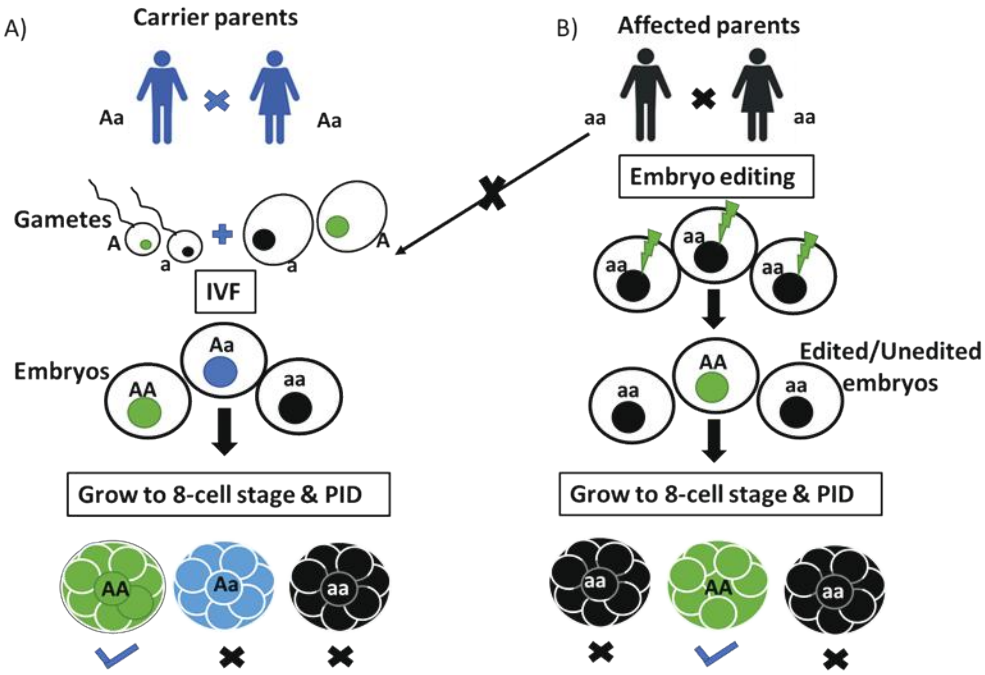 A)
Carrier parents
Aa
Aa
Gametes
A
a
a
A
IVF
Embryos
AA
Aa
aa
Grow to 8-cell stage & PID
AA
Aa
aa
B)
Affected parents
aa
aa
Embryo editing
aa
aa
aa
Edited/Unedited
embryos
aa
AA
aa
Grow to 8-cell stage & PID
aa
AA
aa